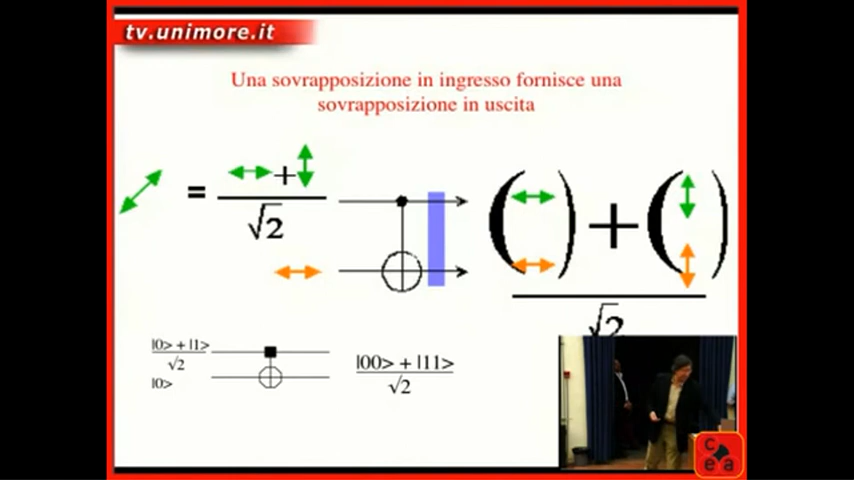 tv.unimore.it
Una sovrapposizione in ingresso fornisce una
sovrapposizione in uscita
= + √2
( ) + ( )
√2
|0> + |1>
√2
|0>
|00> + |11>
√2
c
e a